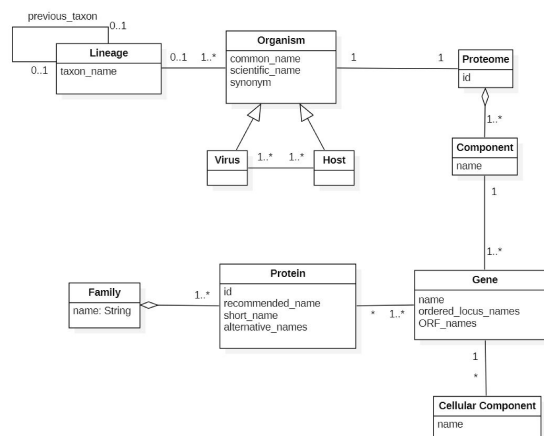 previous_taxon
0..1
Lineage
taxon_name
0..1
0..1
1..*
Organism
common_name
scientific_name
synonym
1
1
Proteome
id
1..*
Component
name
1
1..*
Virus
1..*
1..*
Host
Family
name: String
1..*
Protein
id
recommended_name
short_name
alternative_names
*
1..*
Gene
name
ordered_locus_names
ORF_names
1
*
Cellular Component
name